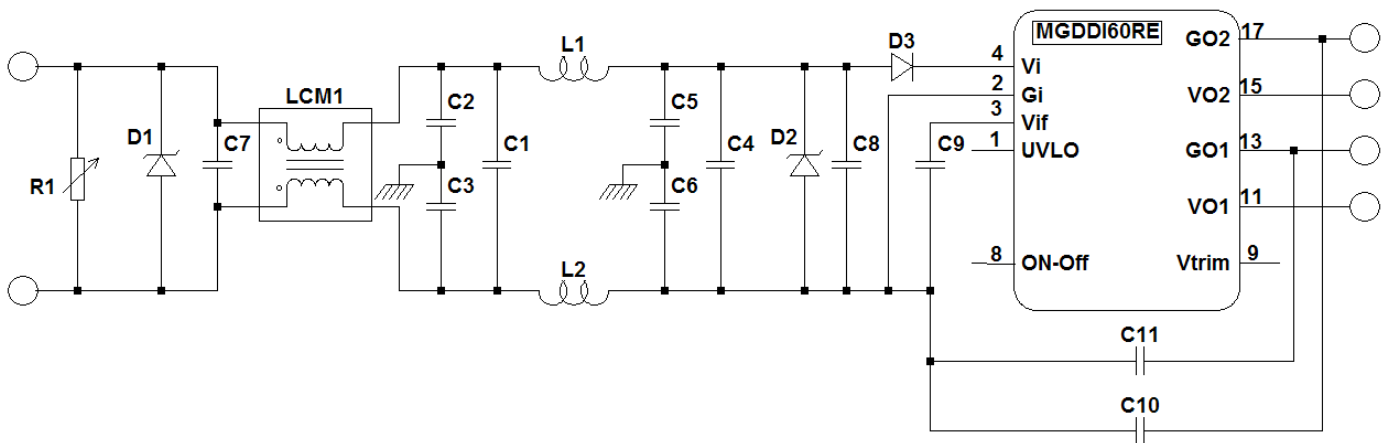 MGDDI60RE
GO2
17
L1
D3
4
Vi
LCM1
C2
C5
2
Gi
VO2
15
D1
C7
3
Vif
C1
C4
D2
C8
C9
1
UVLO
GO1
13
R1
C3
C6
VO1
11
8
ON-Off
Vtrim
9
L2
C11
C10